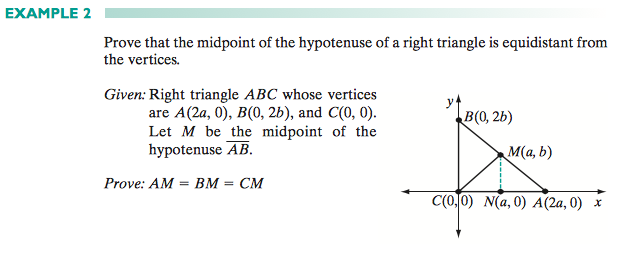 EXAMPLE 2
Prove that the midpoint of the hypotenuse of a right triangle is equidistant from
the vertices.
Given: Right triangle ABC whose vertices
are A(2a, 0), B(0, 2b), and C(0, 0).
Let M be the midpoint of the
hypotenuse AB.
Prove: AM = BM = CM
y
B(0, 2b)
M(a, b)
C(0,0) N(a, 0) A(2a, 0) x